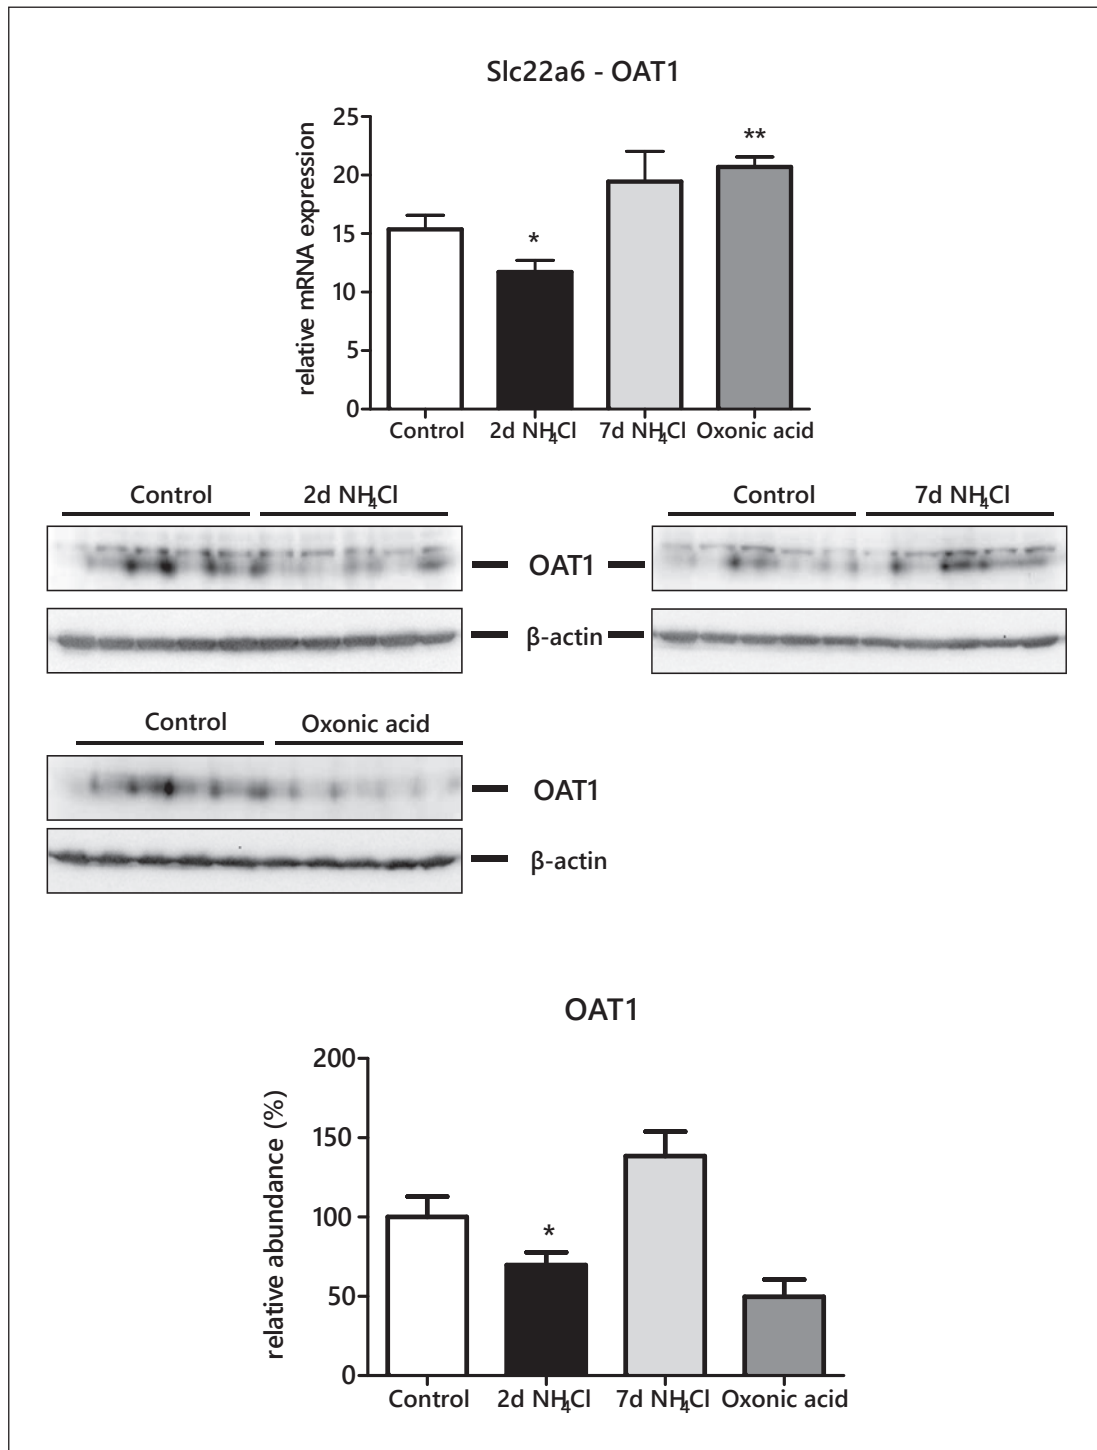 Slc22a6 - OAT1
relative mRNA expression
25
20
15
10
5
0
*
**
Control 2d NH4Cl 7d NH4Cl Oxonic acid
Control 2d NH4Cl
Control 7d NH4Cl
OAT1
β-actin
Control Oxonic acid
OAT1
β-actin
OAT1
relative abundance (%)
200
150
100
50
0
*
Control 2d NH4Cl 7d NH4Cl Oxonic acid